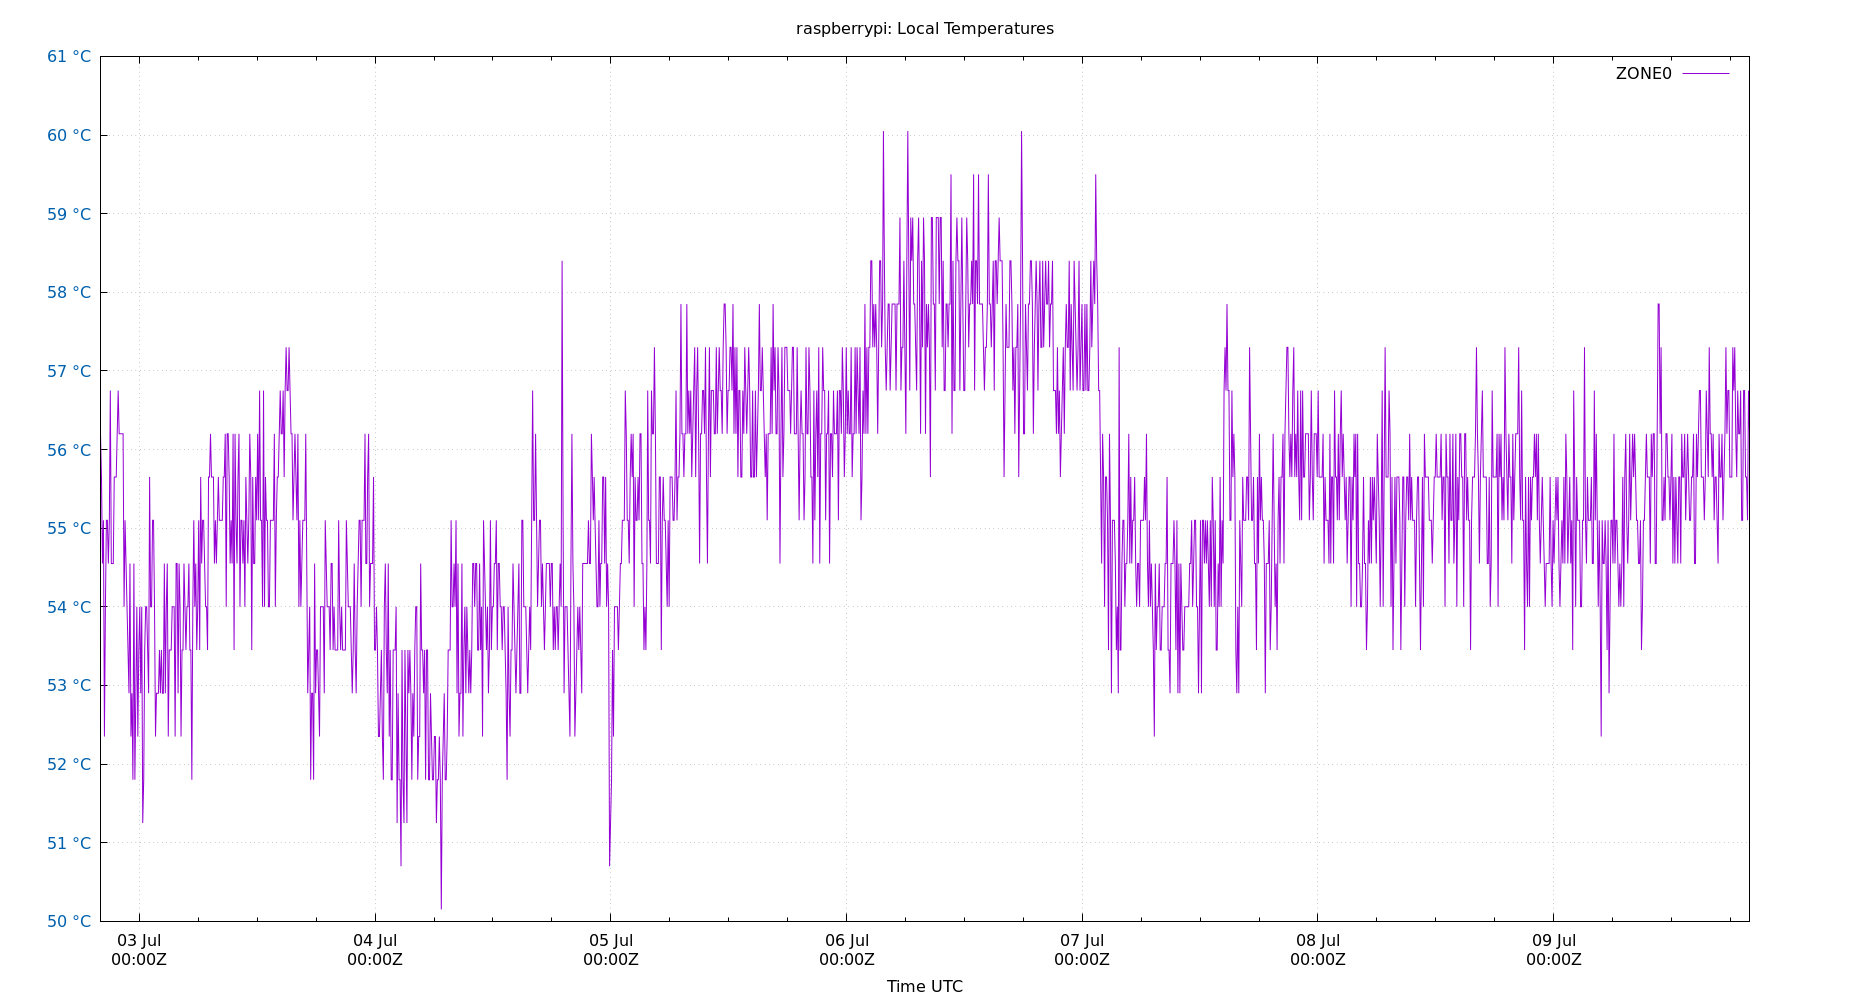 raspberrypi: Local Temperatures
61 °C
ZONE0
60 °C
59 °C
58 °C
57 °C
56 °C
55 °C
54 °C
53 °C
52 °C
51 °C
50 °C
03 Jul 04 Jul 05 Jul 06 Jul 07 Jul 08 Jul 09 Jul
00:00Z 00:00Z 00:00Z 00:00Z 00:00Z 00:00Z 00:00Z
Time UTC